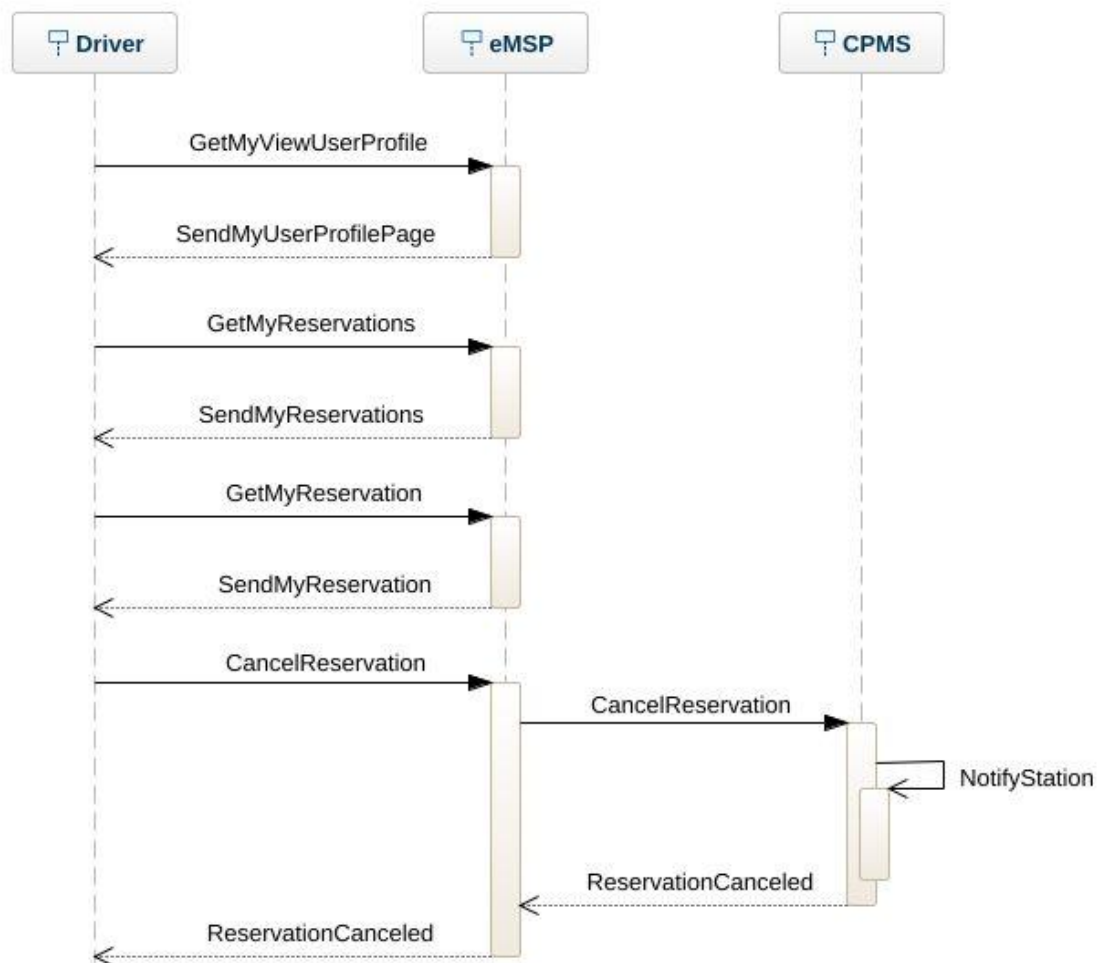 Driver
eMSP
CPMS
GetMyViewUserProfile
SendMyUserProfilePage
GetMyReservations
SendMyReservations
GetMyReservation
SendMyReservation
CancelReservation
CancelReservation
NotifyStation
ReservationCanceled
ReservationCanceled